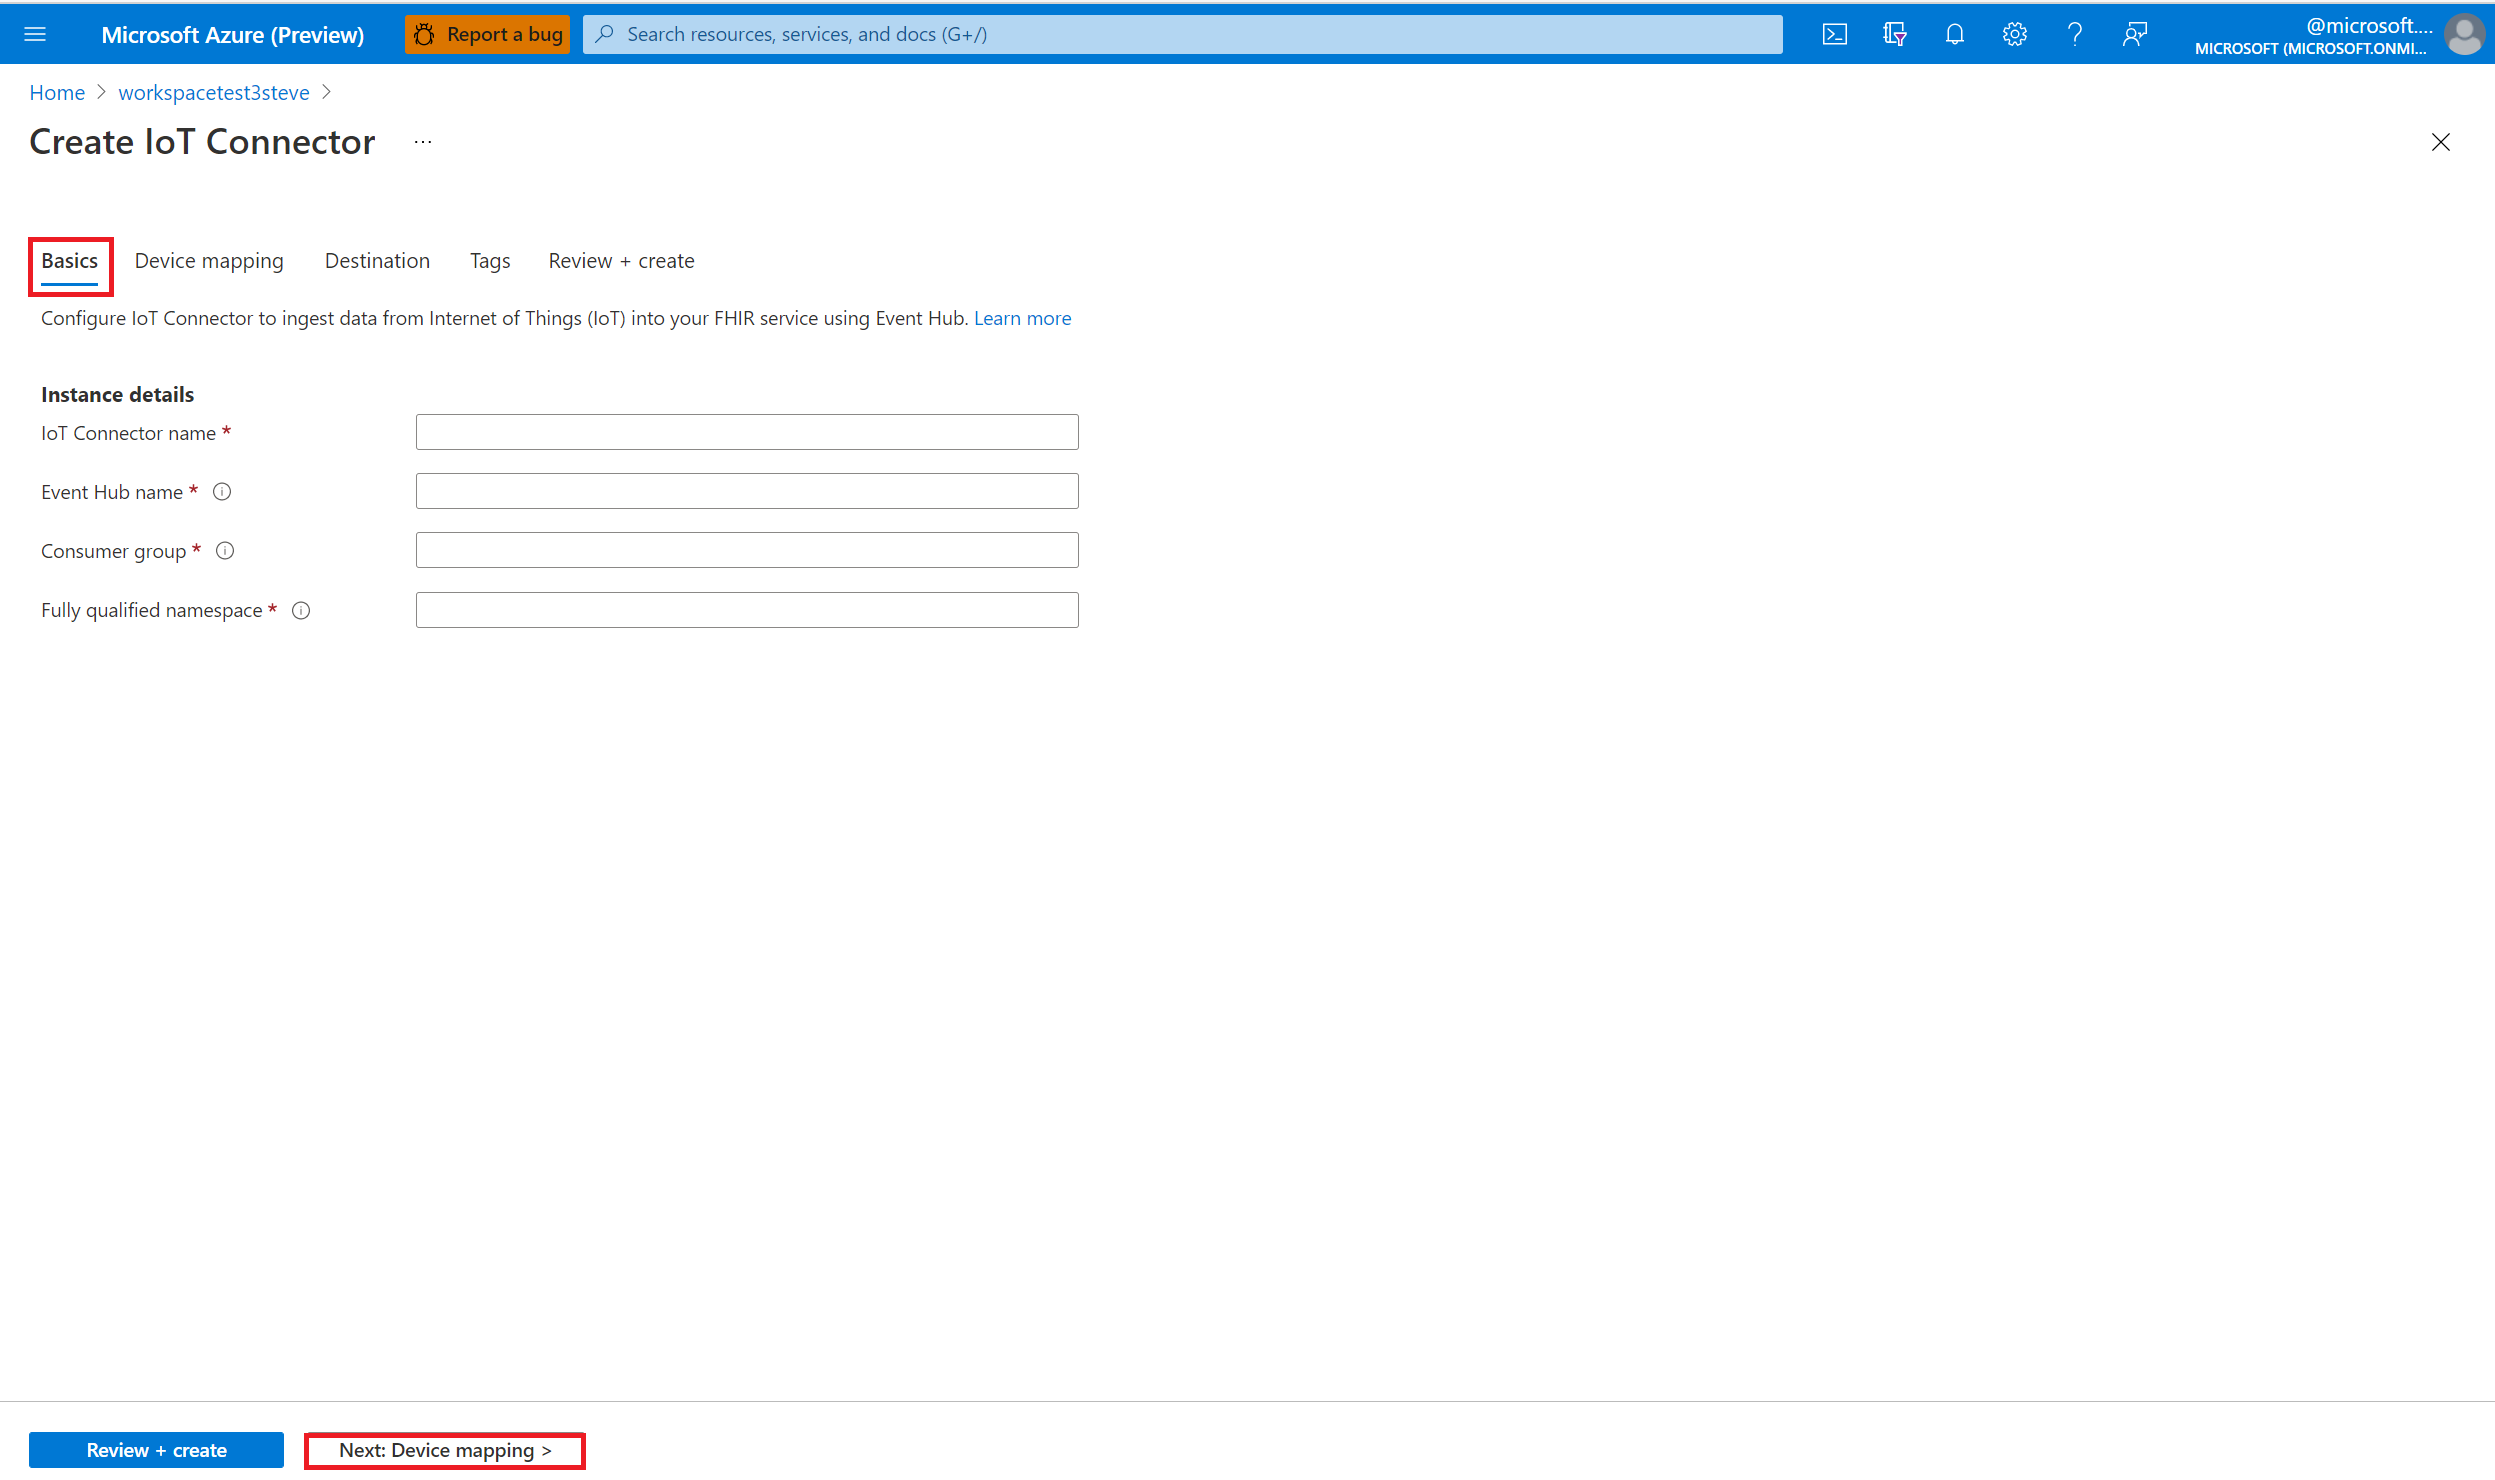 Microsoft Azure (Preview)
Report a bug
Search resources, services, and docs (G+/)
@microsoft....
MICROSOFT (MICROSOFT.ONMI...
Home > workspacetest3steve >
Create IoT Connector ...
Basics Device mapping Destination Tags Review + create
Configure IoT Connector to ingest data from Internet of Things (IoT) into your FHIR service using Event Hub. Learn more
Instance details
IoT Connector name *
Event Hub name *
Consumer group *
Fully qualified namespace *
Review + create
Next: Device mapping >